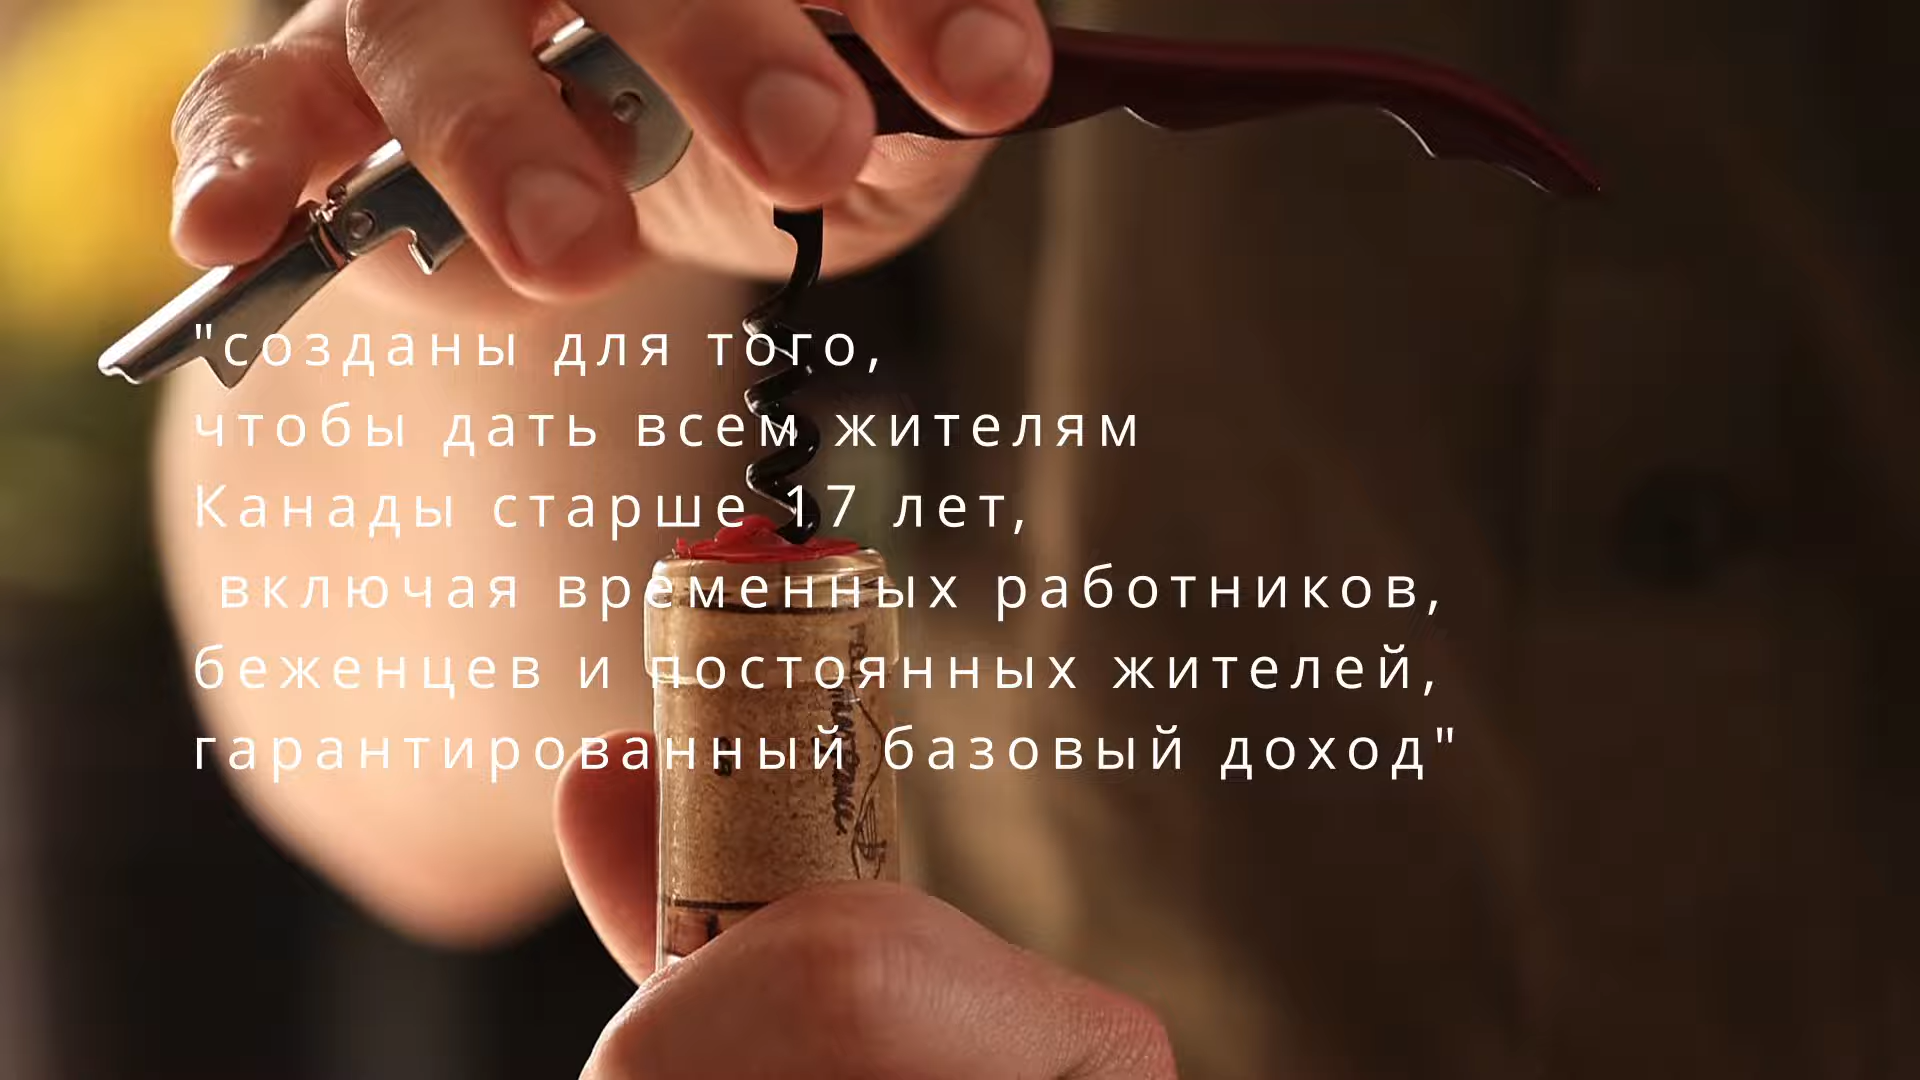 "созданы для того,
чтобы дать всем жителям
Канады старше 17 лет,
включая временных работников,
беженцев и постоянных жителей,
гарантированный базовый доход"